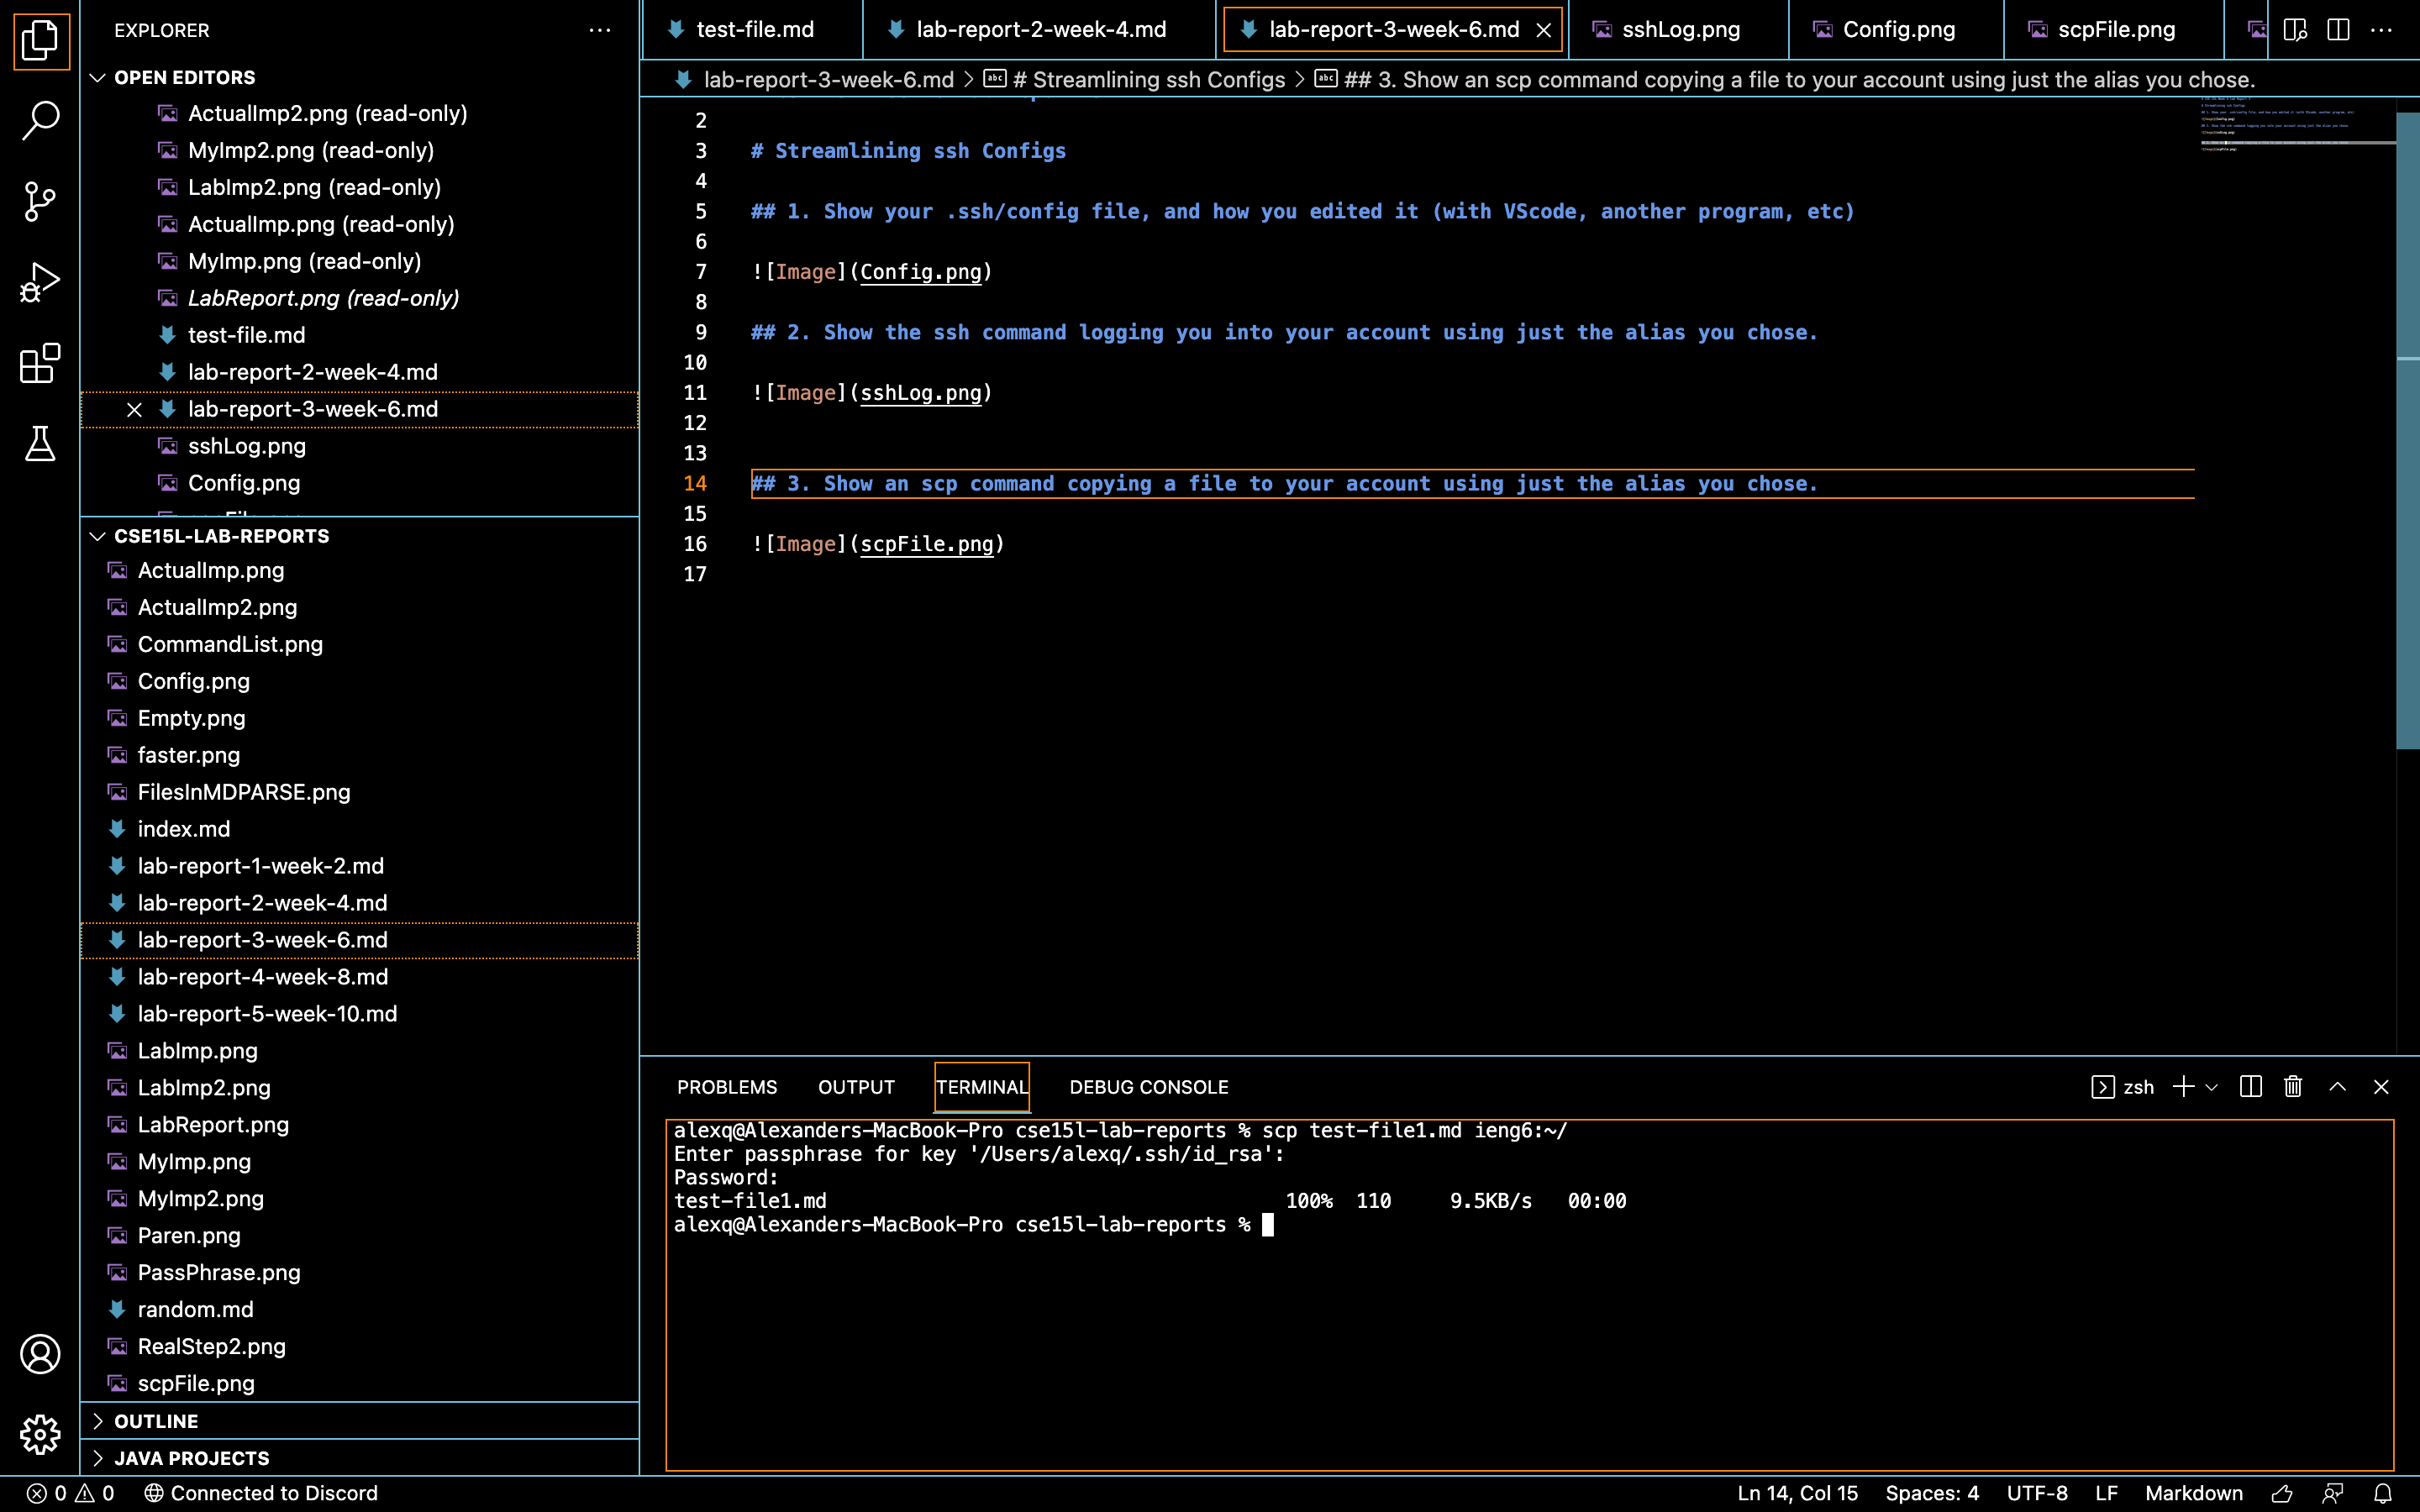 EXPLORER
OPEN EDITORS
ActualImp2.png (read-only)
MyImp2.png (read-only)
LabImp2.png (read-only)
ActualImp.png (read-only)
MyImp.png (read-only)
LabReport.png (read-only)
test-file.md
lab-report-2-week-4.md
lab-report-3-week-6.md
sshLog.png
Config.png
CSE15L-LAB-REPORTS
ActualImp.png
ActualImp2.png
CommandList.png
Config.png
Empty.png
faster.png
FilesInMDPARSE.png
index.md
lab-report-1-week-2.md
lab-report-2-week-4.md
lab-report-3-week-6.md
lab-report-4-week-8.md
lab-report-5-week-10.md
LabImp.png
LabImp2.png
LabReport.png
MyImp.png
MyImp2.png
Paren.png
PassPhrase.png
random.md
RealStep2.png
scpFile.png
OUTLINE
JAVA PROJECTS
test-file.md lab-report-2-week-4.md lab-report-3-week-6.md sshLog.png Config.png scpFile.png
lab-report-3-week-6.md > # Streamlining ssh Configs > ## 3. Show an scp command copying a file to your account using just the alias you chose.
2
3 # Streamlining ssh Configs
4
5 ## 1. Show your .ssh/config file, and how you edited it (with VScode, another program, etc)
6
7 ![Image](Config.png)
8
9 ## 2. Show the ssh command logging you into your account using just the alias you chose.
10
11 ![Image](sshLog.png)
12
13
14 ## 3. Show an scp command copying a file to your account using just the alias you chose.
15
16 ![Image](scpFile.png)
17
PROBLEMS OUTPUT TERMINAL DEBUG CONSOLE zsh
alexq@Alexanders-MacBook-Pro cse15l-lab-reports % scp test-file1.md ieng6:~/
Enter passphrase for key '/Users/alexq/.ssh/id_rsa':
Password:
test-file1.md 100% 110 9.5KB/s 00:00
alexq@Alexanders-MacBook-Pro cse15l-lab-reports %
0 0 Connected to Discord Ln 14, Col 15 Spaces: 4 UTF-8 LF Markdown